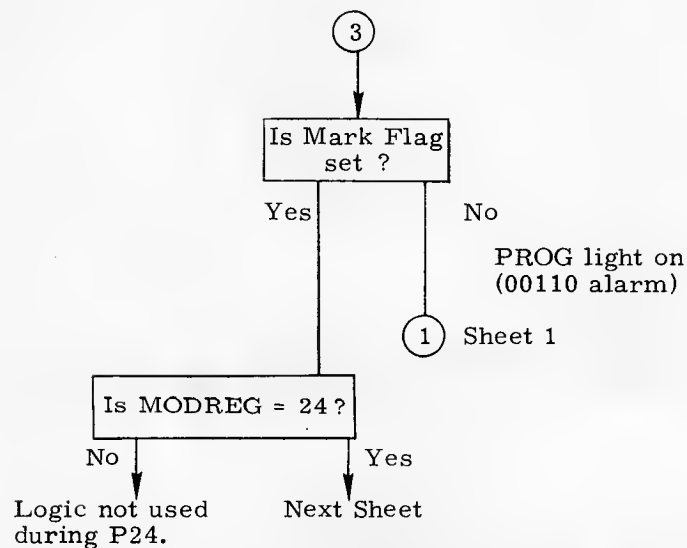 3
Is Mark Flag
set ?
Yes
No
PROG light on
(00110 alarm)
1 Sheet 1
Is MODREG = 24 ?
No
Yes
Logic not used
during P24.
Next Sheet